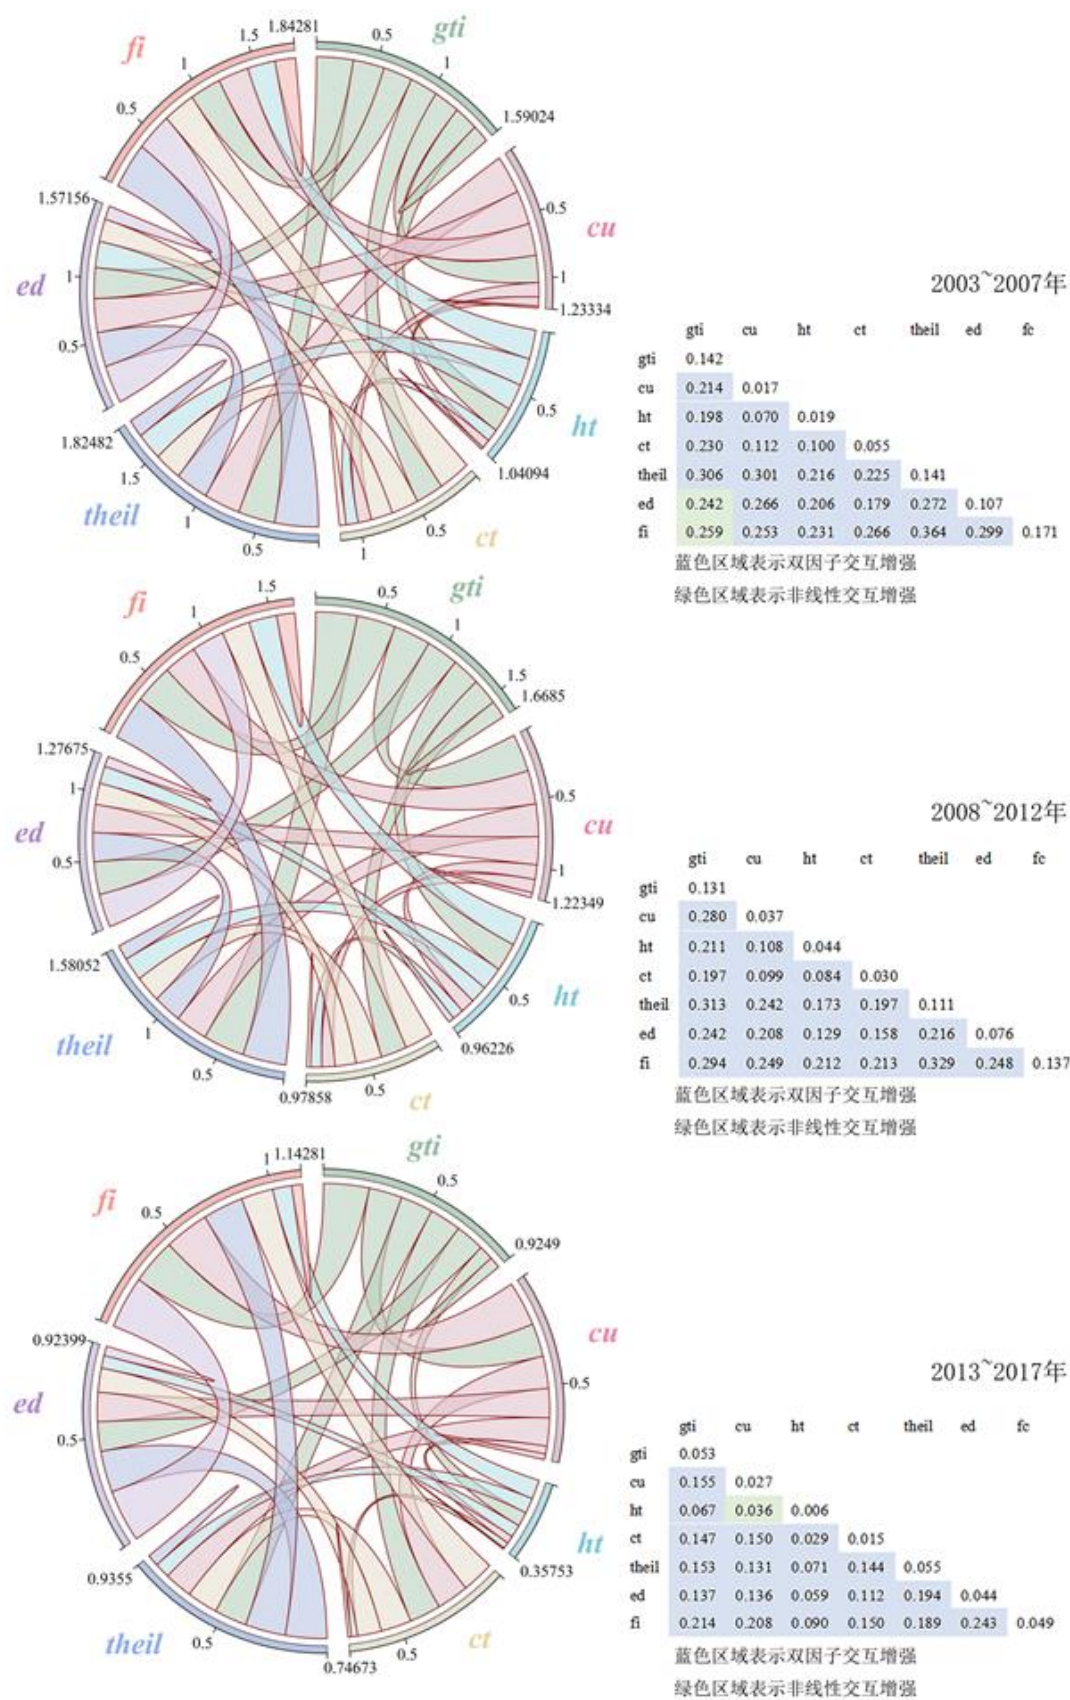 fi
1.84281
gti
0.5
1.5
1
1
0.5
1.59024
1.57156
0.5
cu
ed
1
1
1.23334
0.5
0.5
ht
1.82482
1.04094
1.5
theil
1
0.5
0.5
1
ct
2003~2007年
gti cu ht ct theil ed fc
gti 0.142
cu 0.214 0.017
ht 0.198 0.070 0.019
ct 0.230 0.112 0.100 0.055
theil 0.306 0.301 0.216 0.225 0.141
ed 0.242 0.266 0.206 0.179 0.272 0.107
fi 0.259 0.253 0.231 0.266 0.364 0.299 0.171
蓝色区域表示双因子交互增强
绿色区域表示非线性交互增强
fi
1.5
0.5
gti
1
1
0.5
1.5
1.6685
1.27675
1
0.5
cu
ed
0.5
1
1.22349
1.58052
0.5
ht
1
0.96226
theil
0.5
0.97858
0.5
ct
2008~2012年
gti cu ht ct theil ed fc
gti 0.131
cu 0.280 0.037
ht 0.211 0.108 0.044
ct 0.197 0.099 0.084 0.030
theil 0.313 0.242 0.173 0.197 0.111
ed 0.242 0.208 0.129 0.158 0.216 0.076
fi 0.294 0.249 0.212 0.213 0.329 0.248 0.137
蓝色区域表示双因子交互增强
绿色区域表示非线性交互增强
1
1.14281
gti
0.5
fi
0.5
0.9249
0.92399
cu
0.5
ed
0.5
ht
0.35753
0.9355
theil
0.5
0.74673
0.5
ct
2013~2017年
gti cu ht ct theil ed fc
gti 0.053
cu 0.155 0.027
ht 0.067 0.036 0.006
ct 0.147 0.150 0.029 0.015
theil 0.153 0.131 0.071 0.144 0.055
ed 0.137 0.136 0.059 0.112 0.194 0.044
fi 0.214 0.208 0.090 0.150 0.189 0.243 0.049
蓝色区域表示双因子交互增强
绿色区域表示非线性交互增强